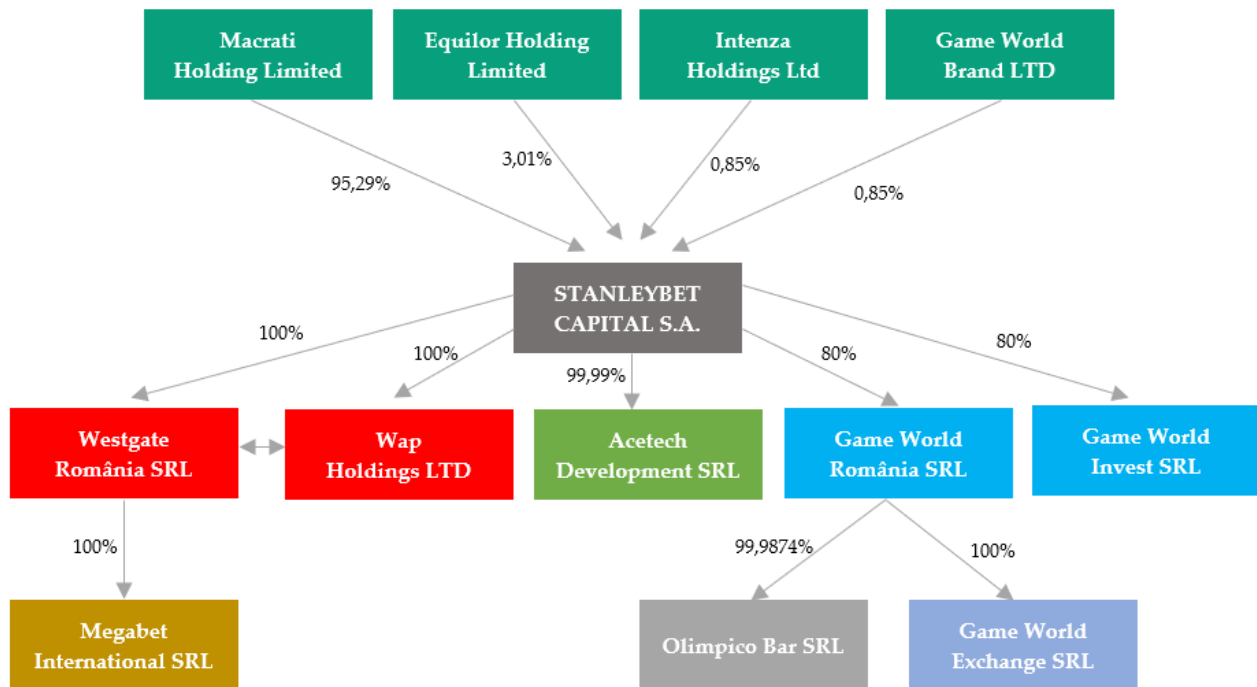 Macrati
Holding Limited
Equilor Holding
Limited
Intenza
Holdings Ltd
Game World
Brand LTD
95,29%
3,01%
0,85%
0,85%
STANLEYBET
CAPITAL S.A.
100%
100%
99,99%
80%
80%
Westgate
România SRL
Wap
Holdings LTD
Acetech
Development SRL
Game World
România SRL
Game World
Invest SRL
100%
99,9874%
100%
Megabet
International SRL
Olimpico Bar SRL
Game World
Exchange SRL